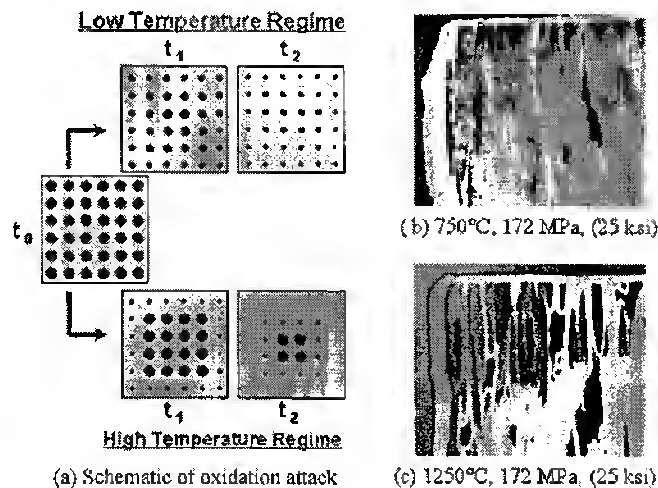 Low Temperature Regime
t1 t2
t0
t1 t2
High Temperature Regime
(a) Schematic of oxidation attack
(b) 750°C, 172 MPa, (25 ksi)
(c) 1250°C, 172 MPa, (25 ksi)